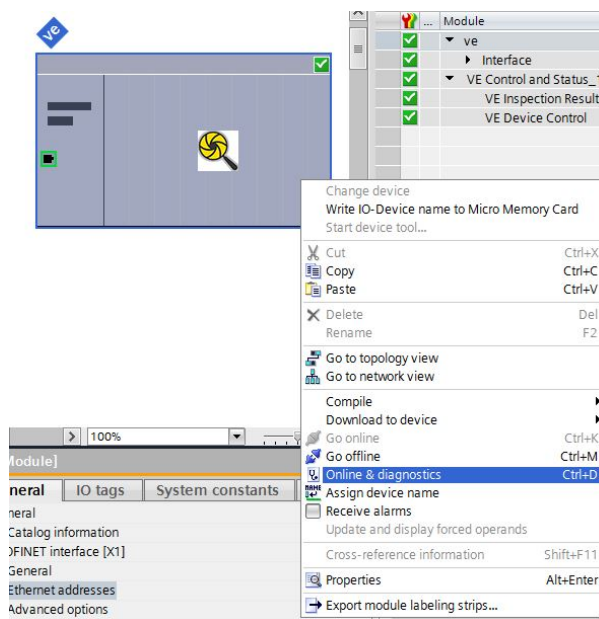 ve
... Module
ve
Interface
VE Control and Status_1
VE Inspection Result
VE Device Control
Change device
Write IO-Device name to Micro Memory Card
Start device tool...
Cut Ctrl+X
Copy Ctrl+C
Paste Ctrl+V
Delete Del
Rename F2
Go to topology view
Go to network view
Compile
Download to device
Go online Ctrl+K
Go offline Ctrl+M
Online & diagnostics Ctrl+D
Assign device name
Receive alarms
Update and display forced operands
Cross-reference information Shift+F11
Properties Alt+Enter
Export module labeling strips...
100%
Module]
neral IO tags System constants
neral
Catalog information
OFINET interface [X1]
General
Ethernet addresses
Advanced options